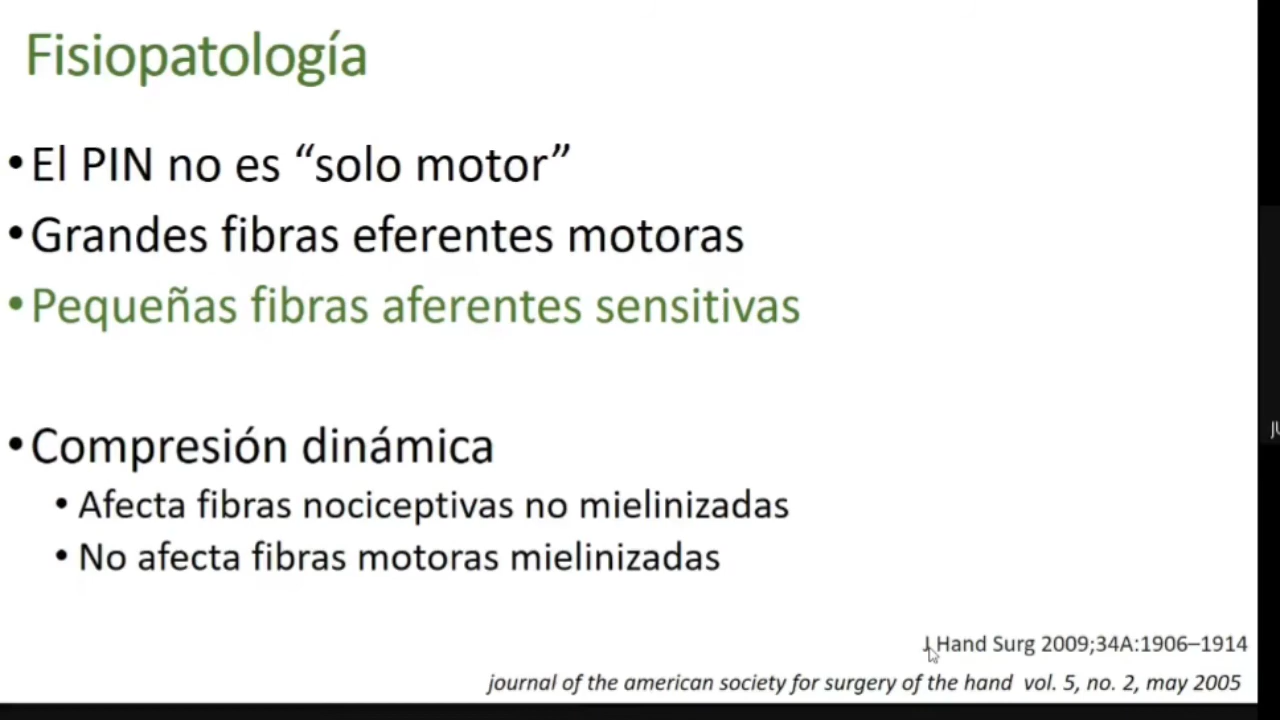 Fisiopatología
•El PIN no es “solo motor”
•Grandes fibras eferentes motoras
•Pequeñas fibras aferentes sensitivas
•Compresión dinámica
• Afecta fibras nociceptivas no mielinizadas
• No afecta fibras motoras mielinizadas
J Hand Surg 2009;34A:1906–1914
journal of the american society for surgery of the hand vol. 5, no. 2, may 2005